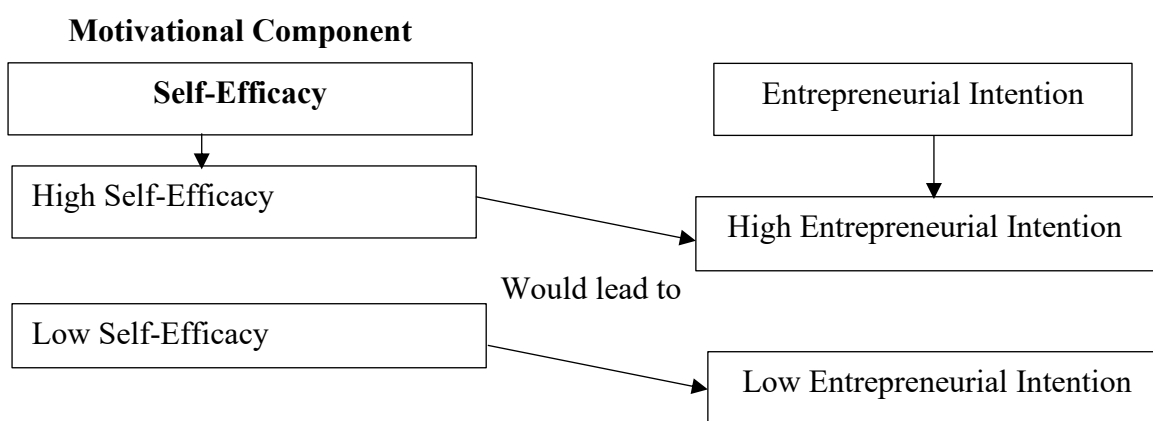 Motivational Component
Self-Efficacy
Entrepreneurial Intention
High Self-Efficacy
High Entrepreneurial Intention
Would lead to
Low Self-Efficacy
Low Entrepreneurial Intention